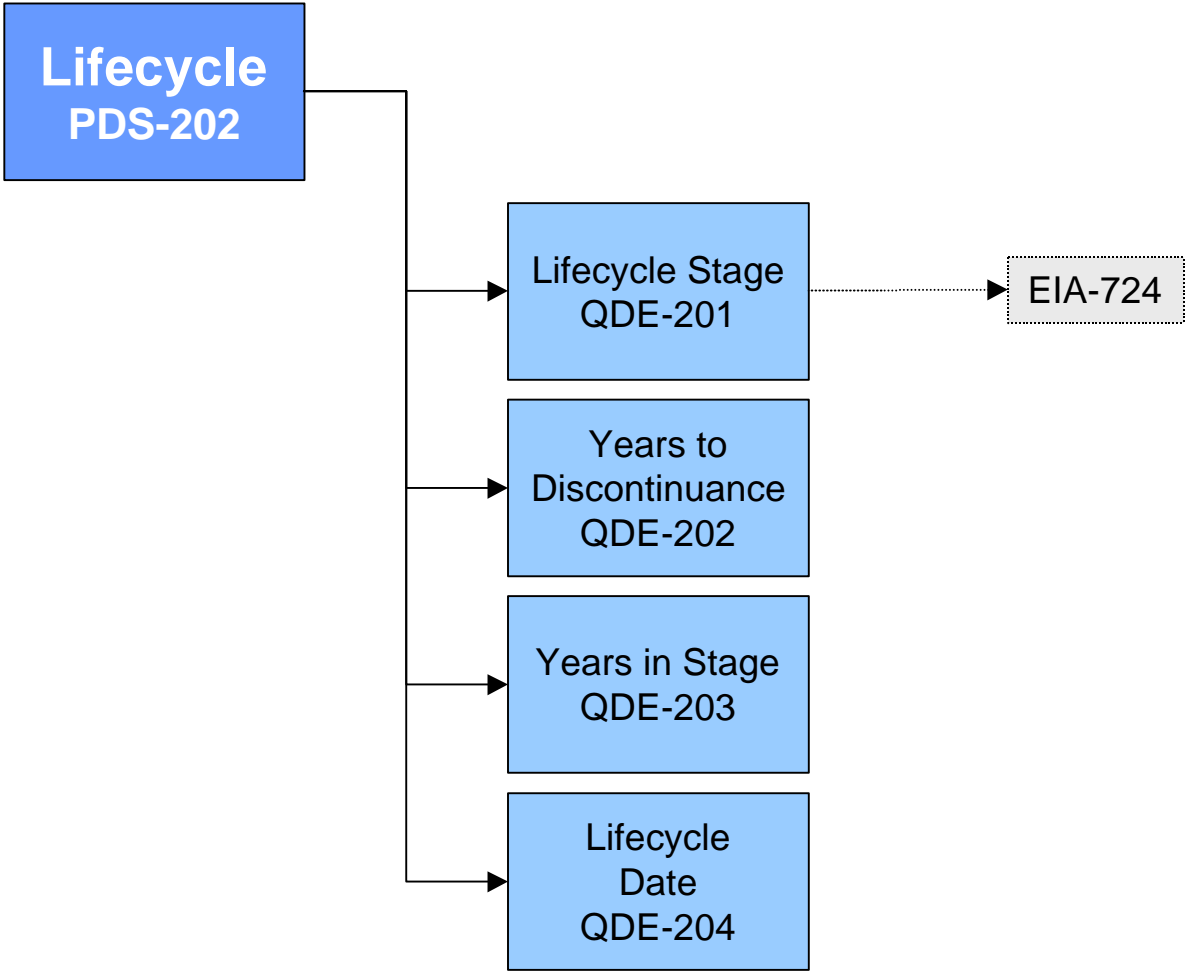 Lifecycle
PDS-202
Lifecycle Stage
QDE-201
EIA-724
Years to
Discontinuance
QDE-202
Years in Stage
QDE-203
Lifecycle
Date
QDE-204